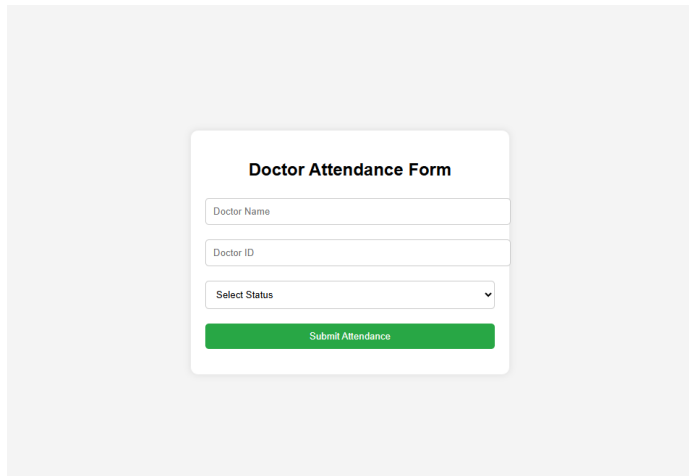 Doctor Attendance Form
Doctor Name
Doctor ID
Select Status
Submit Attendance